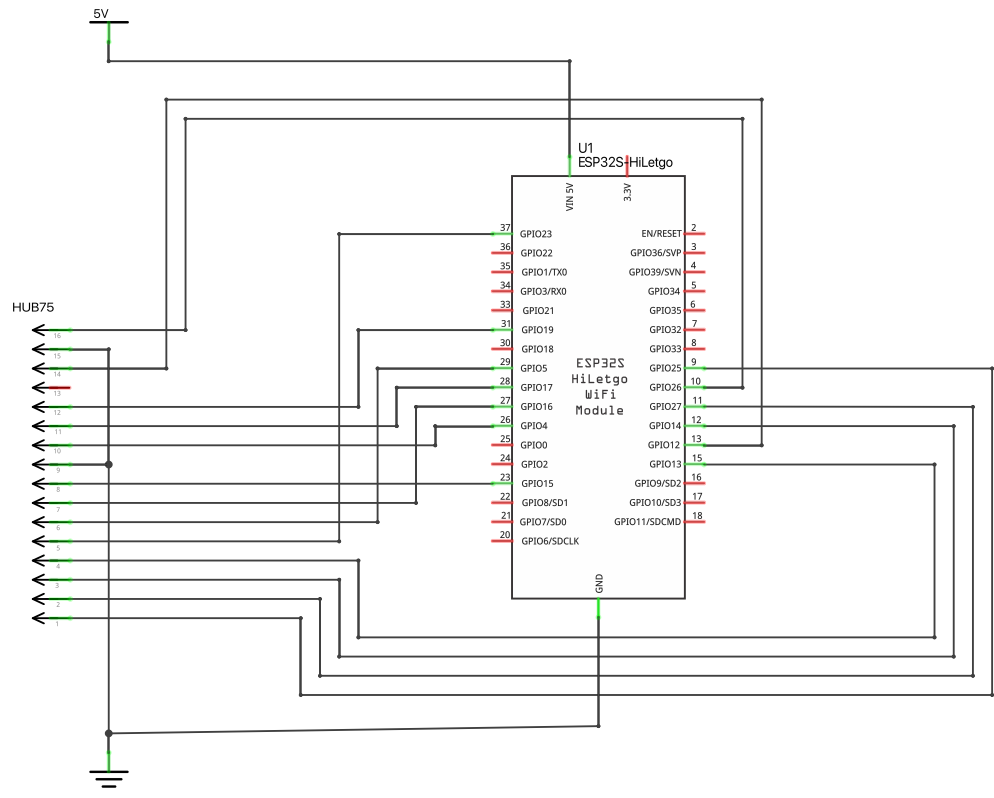 5V
U1
ESP32S-HiLetgo
VIN 5V
3.3V
37 GPIO23
36 GPIO22
35 GPIO1/TX0
34 GPIO3/RX0
33 GPIO21
31 GPIO19
30 GPIO18
29 GPIO5
28 GPIO17
27 GPIO16
26 GPIO4
25 GPIO0
24 GPIO2
23 GPIO15
22 GPIO8/SD1
21 GPIO7/SD0
20 GPIO6/SDCLK
EN/RESET 2
GPIO36/SVP 3
GPIO39/SVN 4
GPIO34 5
GPIO35 6
GPIO32 7
GPIO33 8
GPIO25 9
GPIO26 10
GPIO27 11
GPIO14 12
GPIO12 13
GPIO13 15
GPIO9/SD2 16
GPIO10/SD3 17
GPIO11/SDCMD 18
ESP32S
HiLetgo
WiFi
Module
GND
HUB75
16
15
14
13
12
11
10
9
8
7
6
5
4
3
2
1